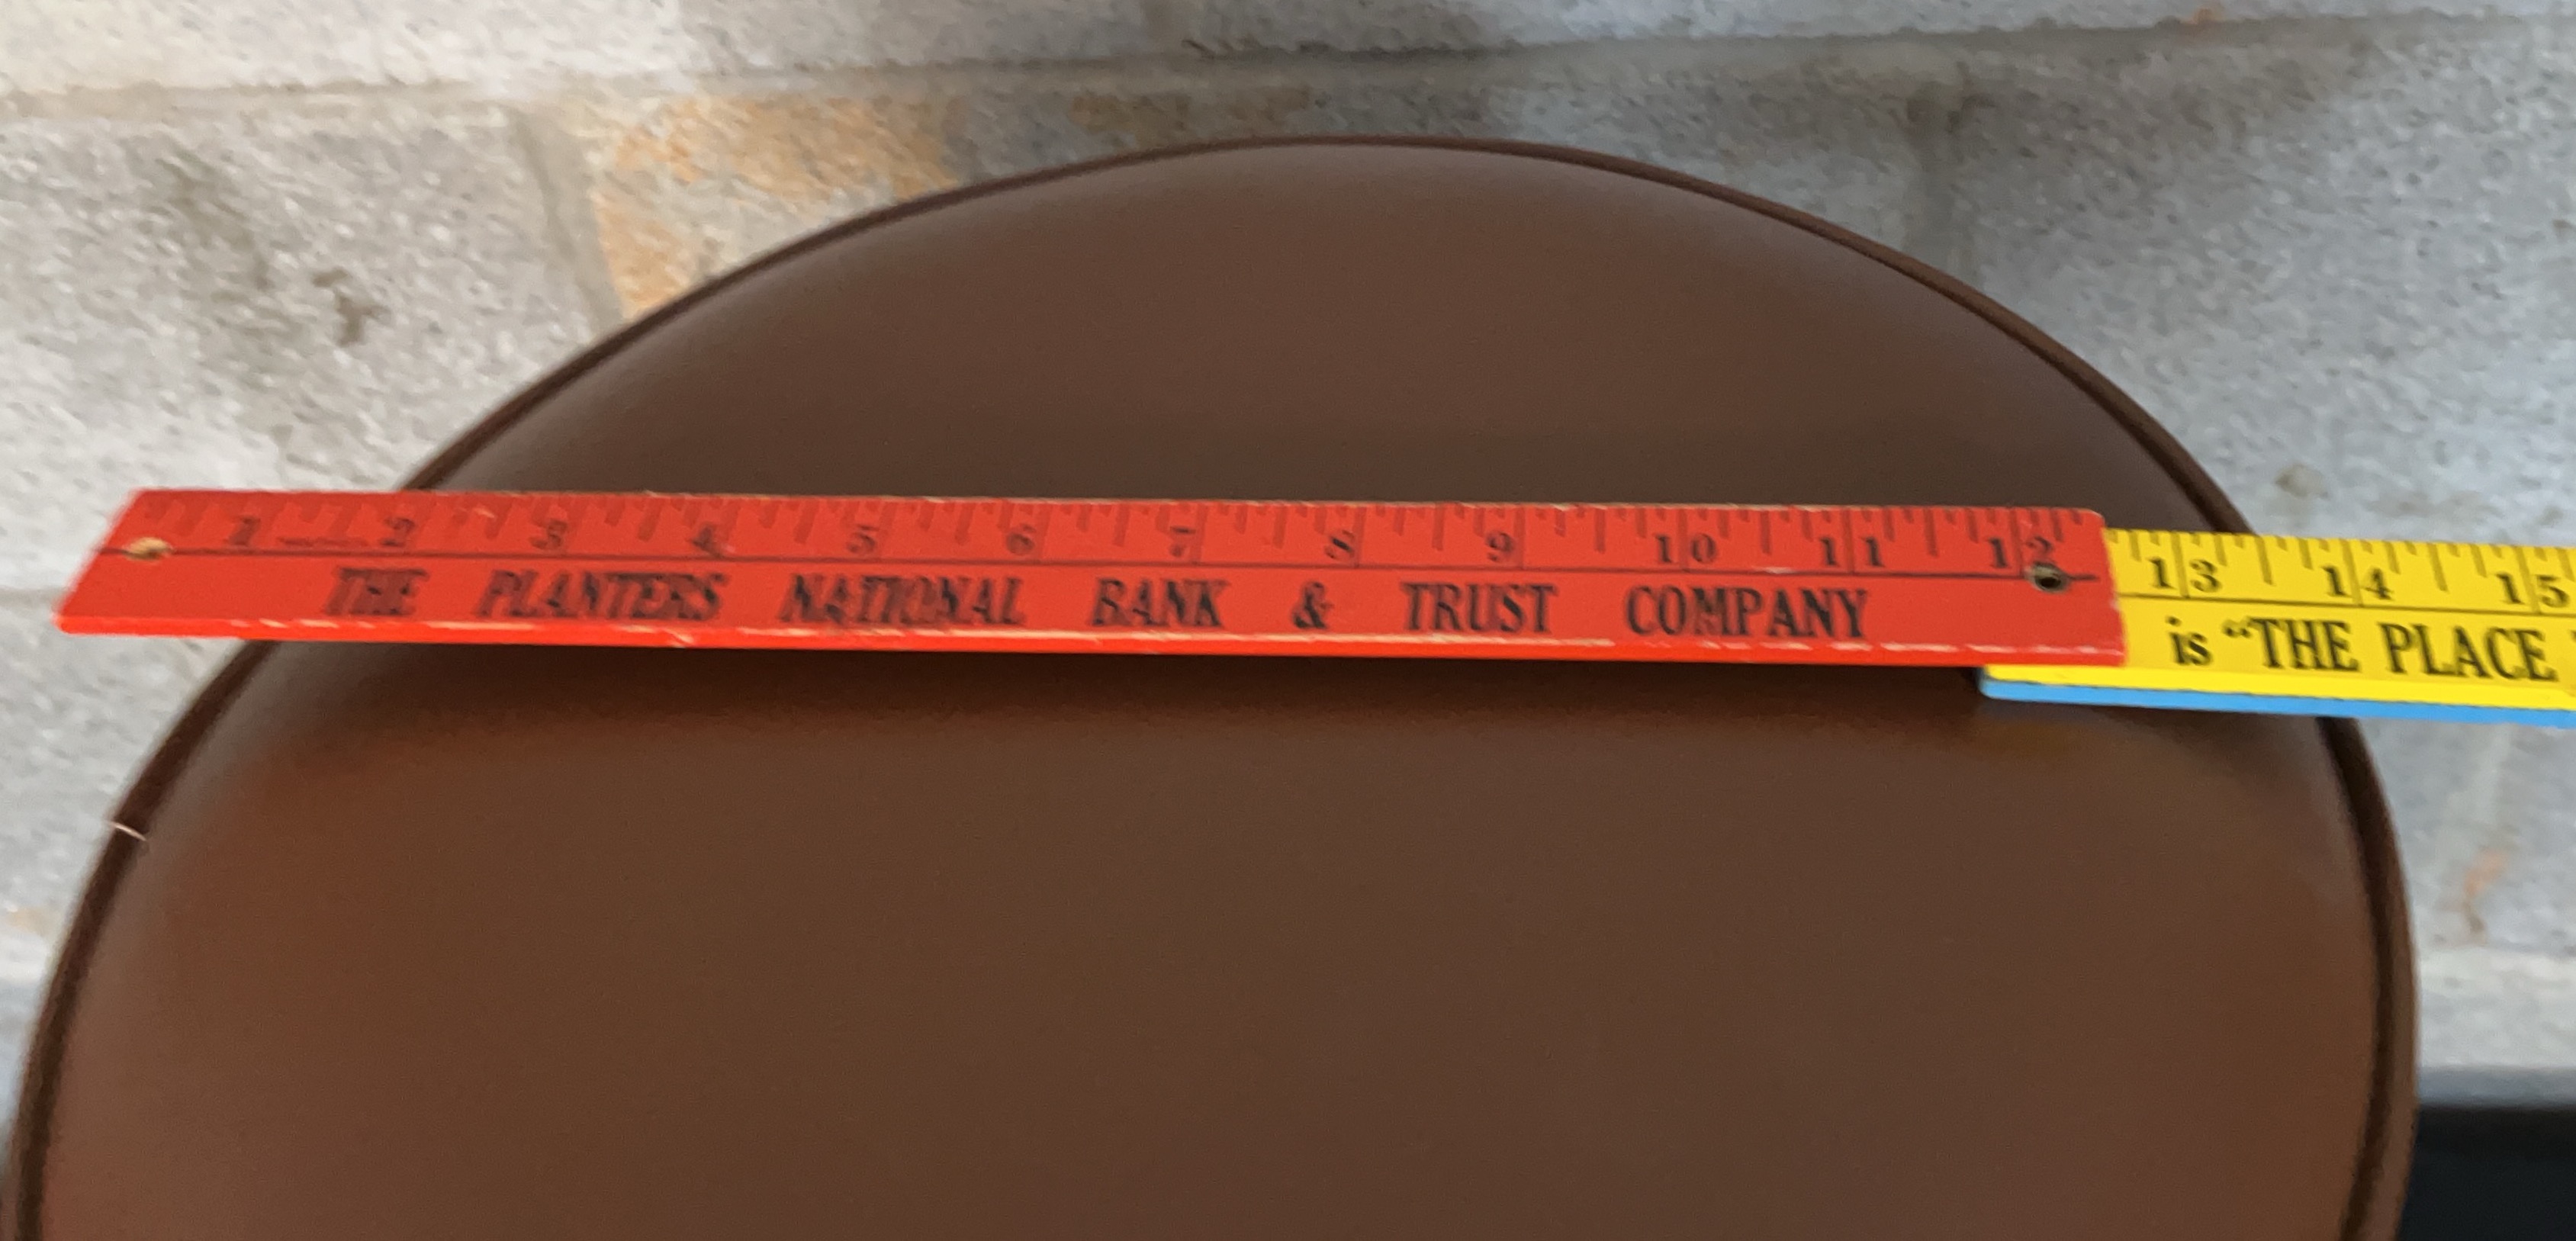 1 2 3 4 5 6 7 8 9 10 11 12 13 14 15
THE PLANTERS NATIONAL BANK & TRUST COMPANY
is “THE PLACE